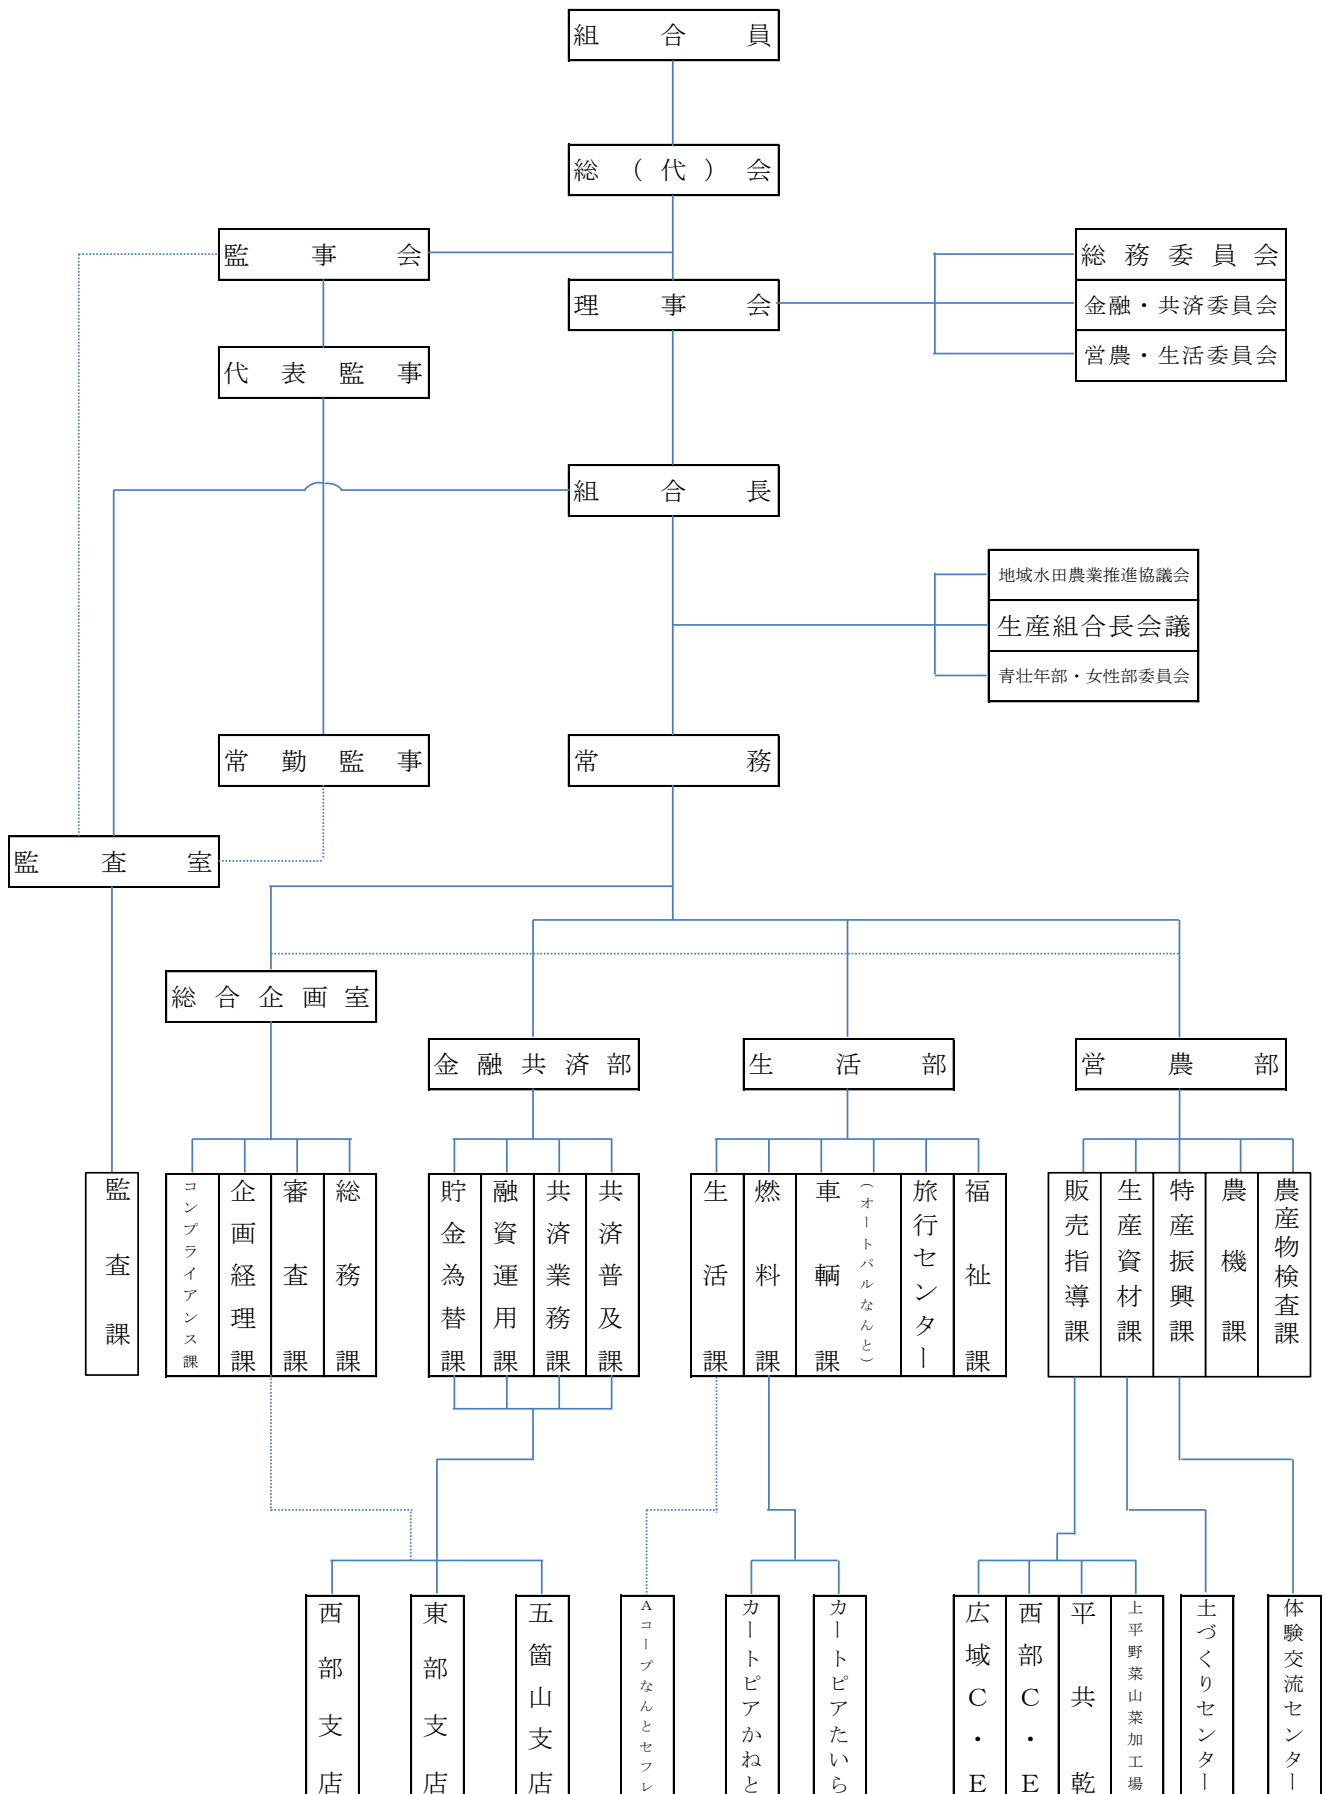 組合員
総（代）会
監事会
総務委員会
理事会
金融・共済委員会
営農・生活委員会
代表監事
組合長
地域水田農業推進協議会
生産組合長会議
青壮年部・女性部委員会
常勤監事
常務
監査室
総合企画室
金融共済部
生活部
営農部
監査課
コンプライアンス課
企画経理課
審査課
総務課
貯金為替課
融資運用課
共済業務課
共済普及課
生活課
燃料課
車輌課
（オートパルなんと）
旅行センター
福祉課
販売指導課
生産資材課
特産振興課
農機課
農産物検査課
西部支店
東部支店
五箇山支店
Aコープなんとセフレ
カートピアかねと
カートピアたいら
広域C・E
西部C・E
平共乾
上平野菜山菜加工場
土づくりセンター
体験交流センター